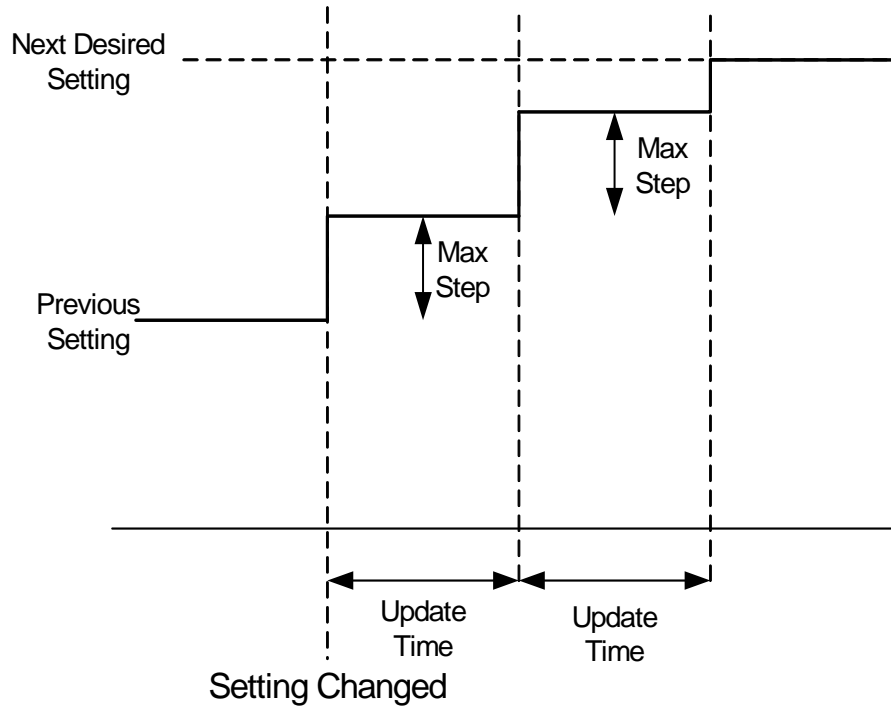 Next Desired
Setting
Max
Step
Max
Step
Previous
Setting
Update
Time
Update
Time
Setting Changed